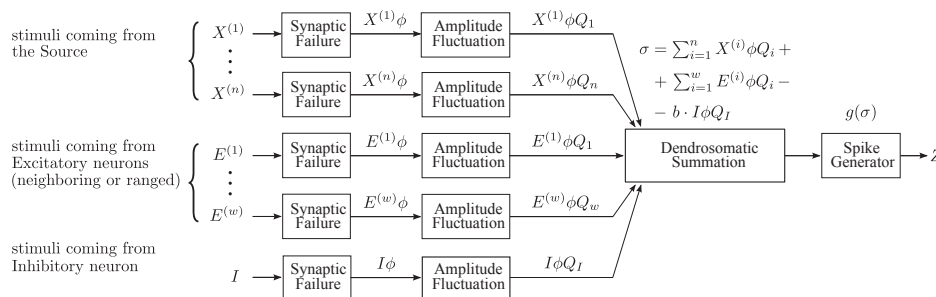 stimuli coming from
the Source
X^{(1)}
Synaptic
Failure
X^{(1)}ϕ
Amplitude
Fluctuation
X^{(1)}ϕQ_1
X^{(n)}
Synaptic
Failure
X^{(n)}ϕ
Amplitude
Fluctuation
X^{(n)}ϕQ_n
σ = ∑_{i=1}^{n} X^{(i)}ϕQ_i +
+ ∑_{i=1}^{w} E^{(i)}ϕQ_i −
− b · IϕQ_I
stimuli coming from
Excitatory neurons
(neighboring or ranged)
E^{(1)}
Synaptic
Failure
E^{(1)}ϕ
Amplitude
Fluctuation
E^{(1)}ϕQ_1
E^{(w)}
Synaptic
Failure
E^{(w)}ϕ
Amplitude
Fluctuation
E^{(w)}ϕQ_w
Dendrosomatic
Summation
g(σ)
Spike
Generator
Z
stimuli coming from
Inhibitory neuron
I
Synaptic
Failure
Iϕ
Amplitude
Fluctuation
IϕQ_I